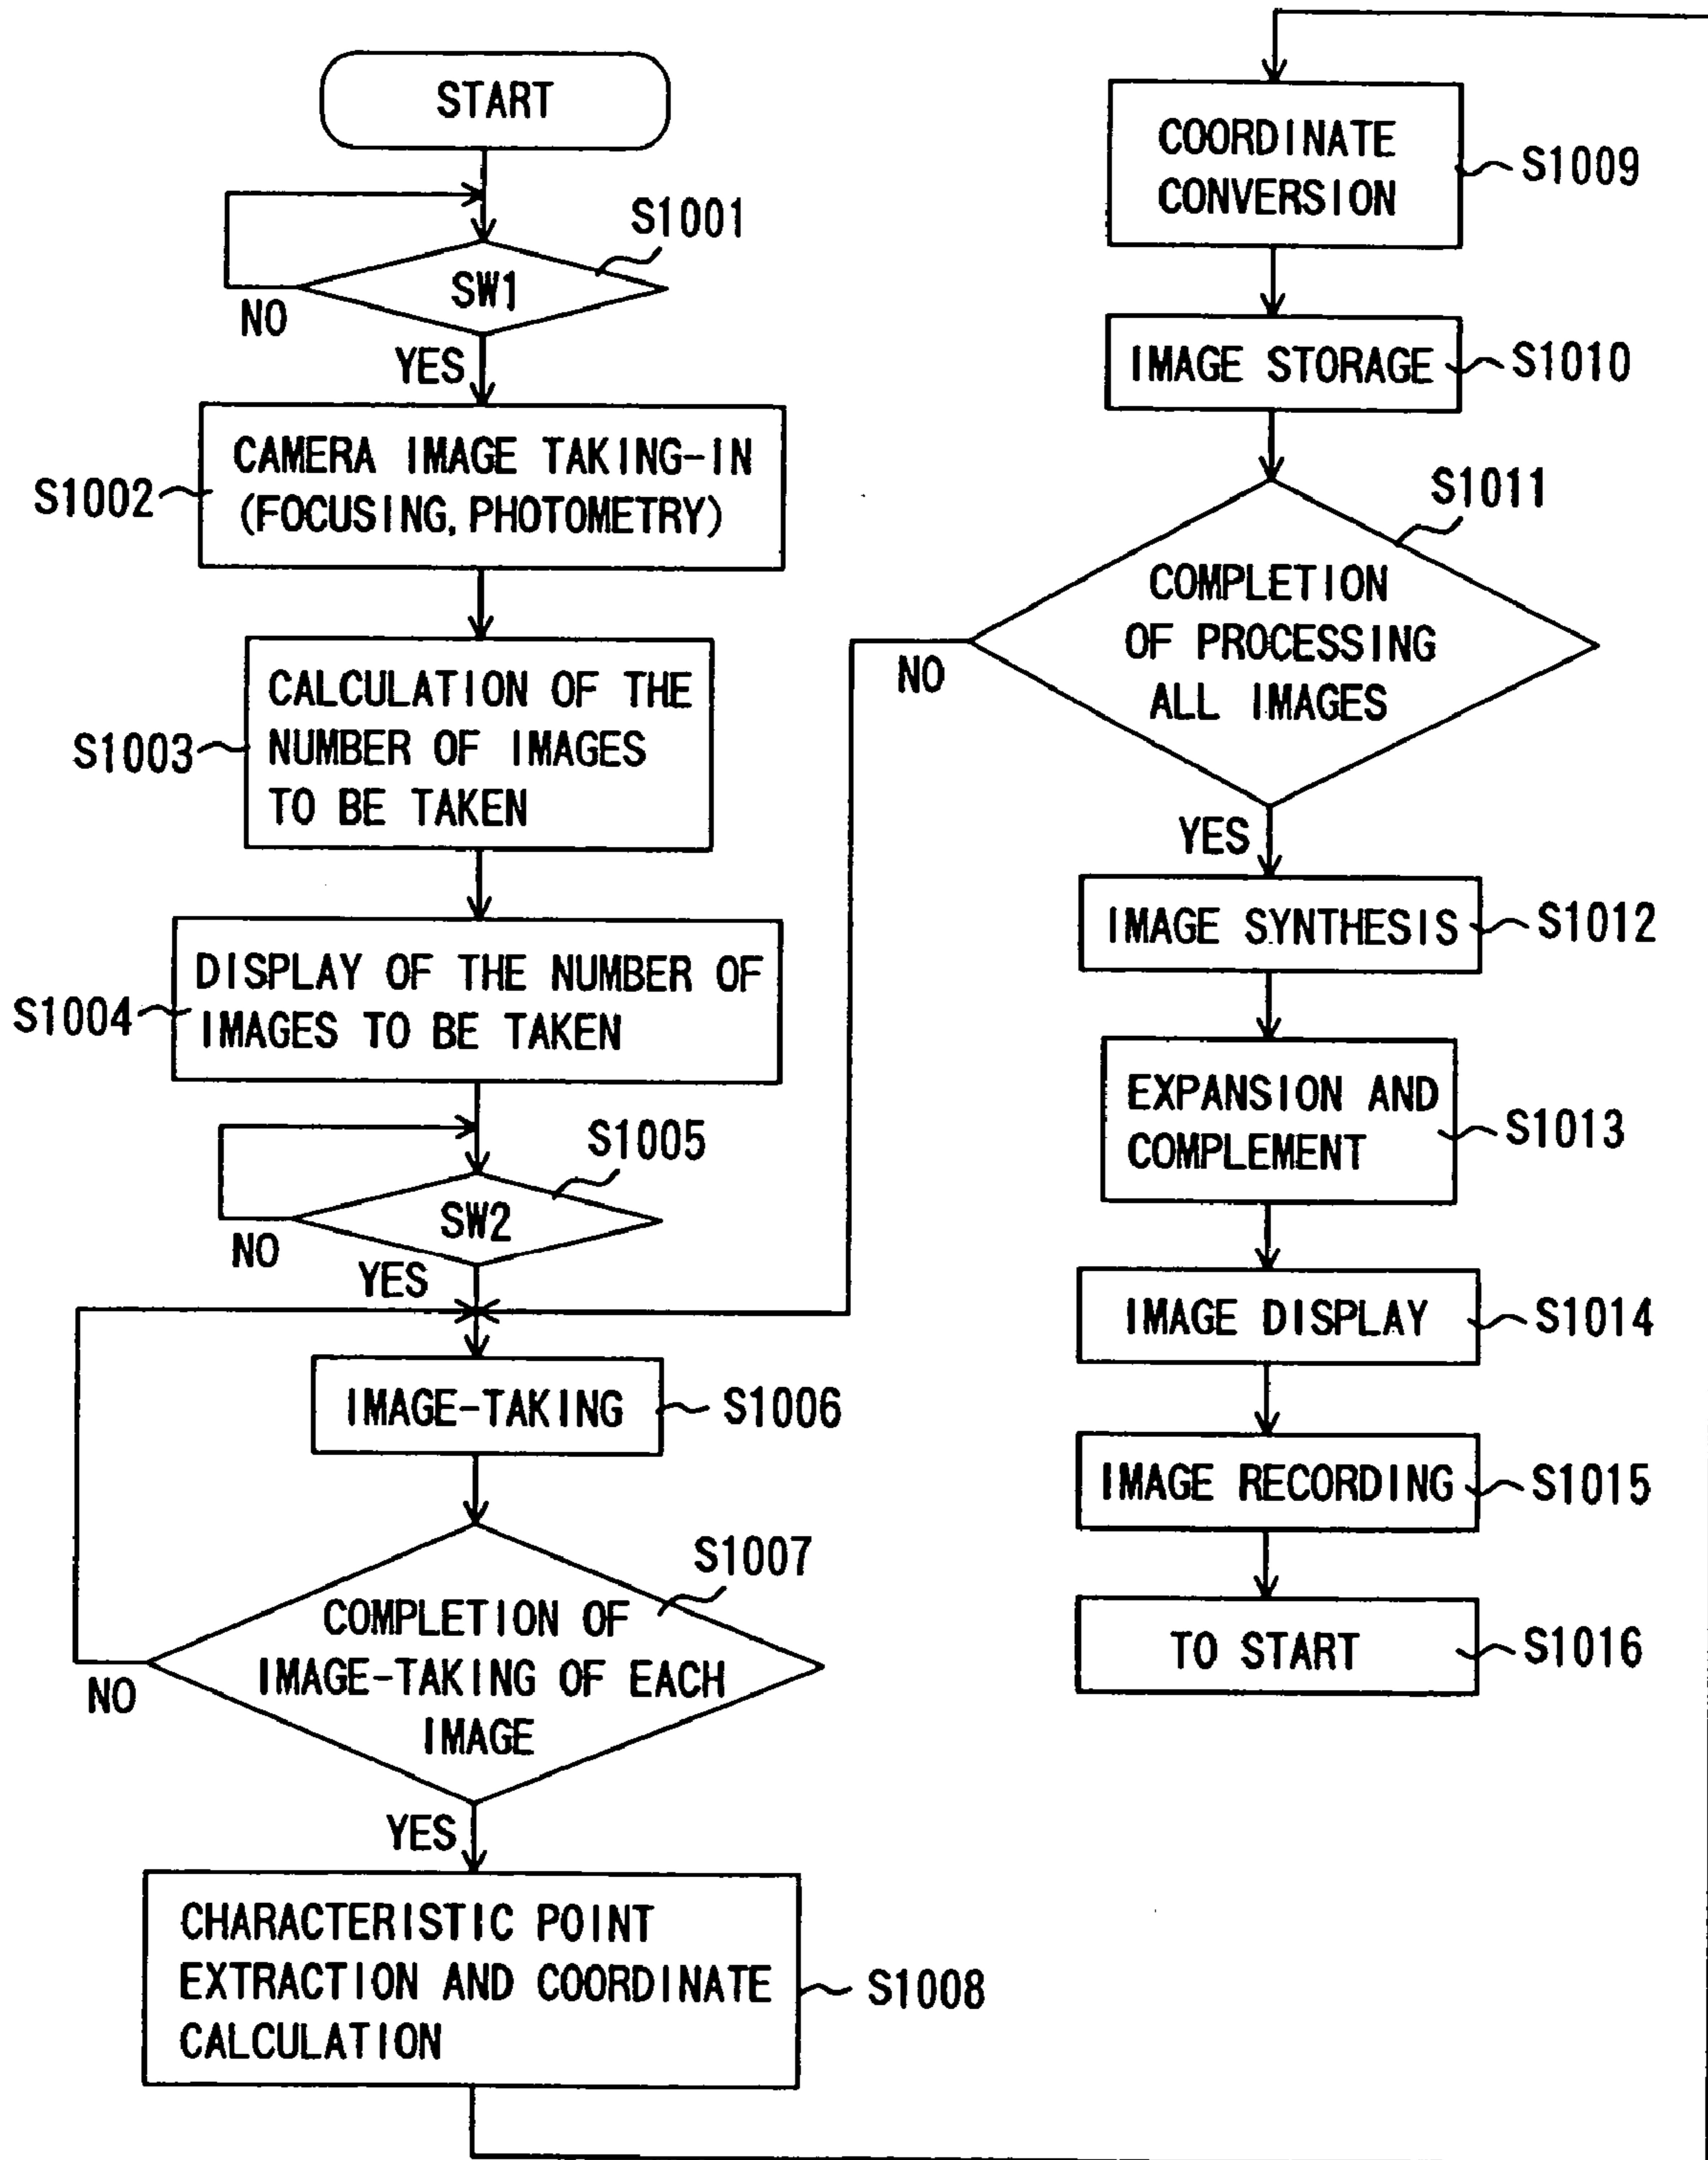 START
S1001
SW1
NO
YES
CAMERA IMAGE TAKING-IN
(FOCUSING, PHOTOMETRY)
S1002
CALCULATION OF THE
NUMBER OF IMAGES
TO BE TAKEN
S1003
DISPLAY OF THE NUMBER OF
IMAGES TO BE TAKEN
S1004
S1005
SW2
NO
YES
IMAGE-TAKING
S1006
S1007
COMPLETION OF
IMAGE-TAKING OF EACH
IMAGE
NO
YES
CHARACTERISTIC POINT
EXTRACTION AND COORDINATE
CALCULATION
S1008
COORDINATE
CONVERSION
S1009
IMAGE STORAGE
S1010
S1011
COMPLETION
OF PROCESSING
ALL IMAGES
NO
YES
IMAGE SYNTHESIS
S1012
EXPANSION AND
COMPLEMENT
S1013
IMAGE DISPLAY
S1014
IMAGE RECORDING
S1015
TO START
S1016